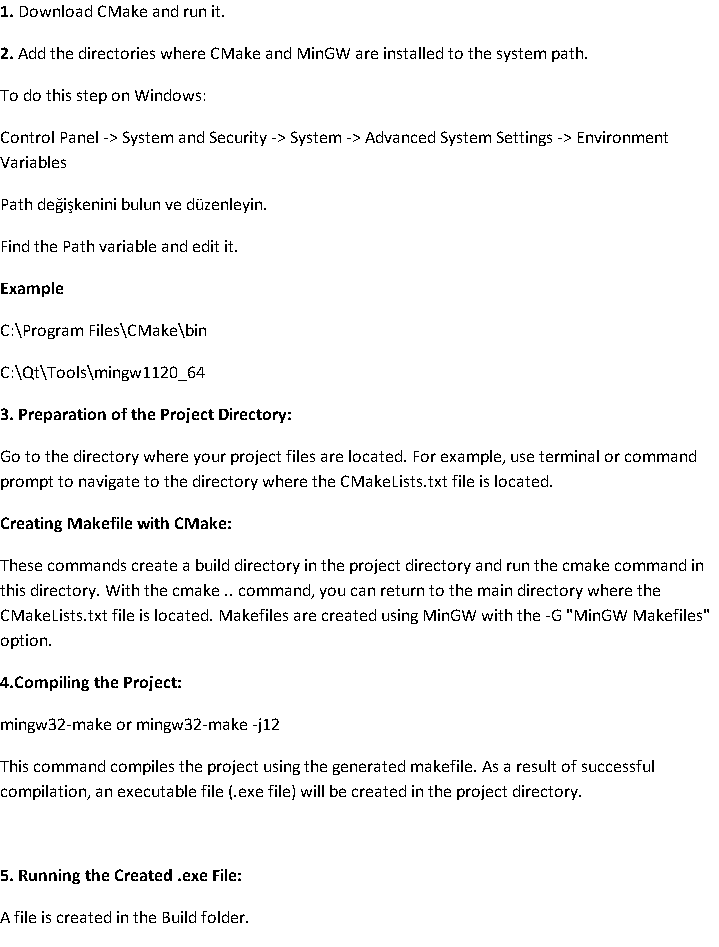 1. Download CMake and run it.
2. Add the directories where CMake and MinGW are installed to the system path.
To do this step on Windows:
Control Panel -> System and Security -> System -> Advanced System Settings -> Environment
Variables
Path değişkenini bulun ve düzenleyin.
Find the Path variable and edit it.
Example
C:\Program Files\CMake\bin
C:\Qt\Tools\mingw1120_64
3. Preparation of the Project Directory:
Go to the directory where your project files are located. For example, use terminal or command
prompt to navigate to the directory where the CMakeLists.txt file is located.
Creating Makefile with CMake:
These commands create a build directory in the project directory and run the cmake command in
this directory. With the cmake .. command, you can return to the main directory where the
CMakeLists.txt file is located. Makefiles are created using MinGW with the -G "MinGW Makefiles"
option.
4.Compiling the Project:
mingw32-make or mingw32-make -j12
This command compiles the project using the generated makefile. As a result of successful
compilation, an executable file (.exe file) will be created in the project directory.
5. Running the Created .exe File:
A file is created in the Build folder.